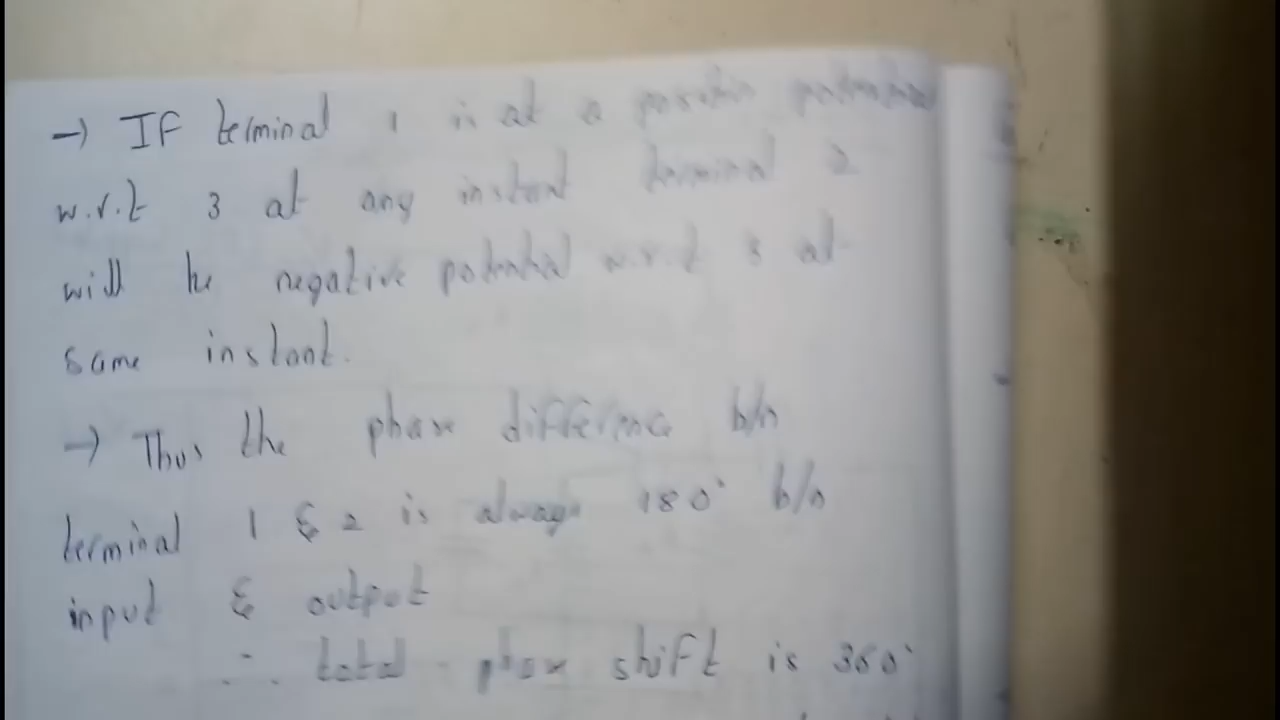 → If terminal 1 is at a positive potential
w.r.t 3 at any instant terminal 2
will be negative potential w.r.t 3 at
same instant.
→ Thus the phase difference b/n
terminal 1 & 2 is always 180° b/n
input & output
∴ total phase shift is 360°